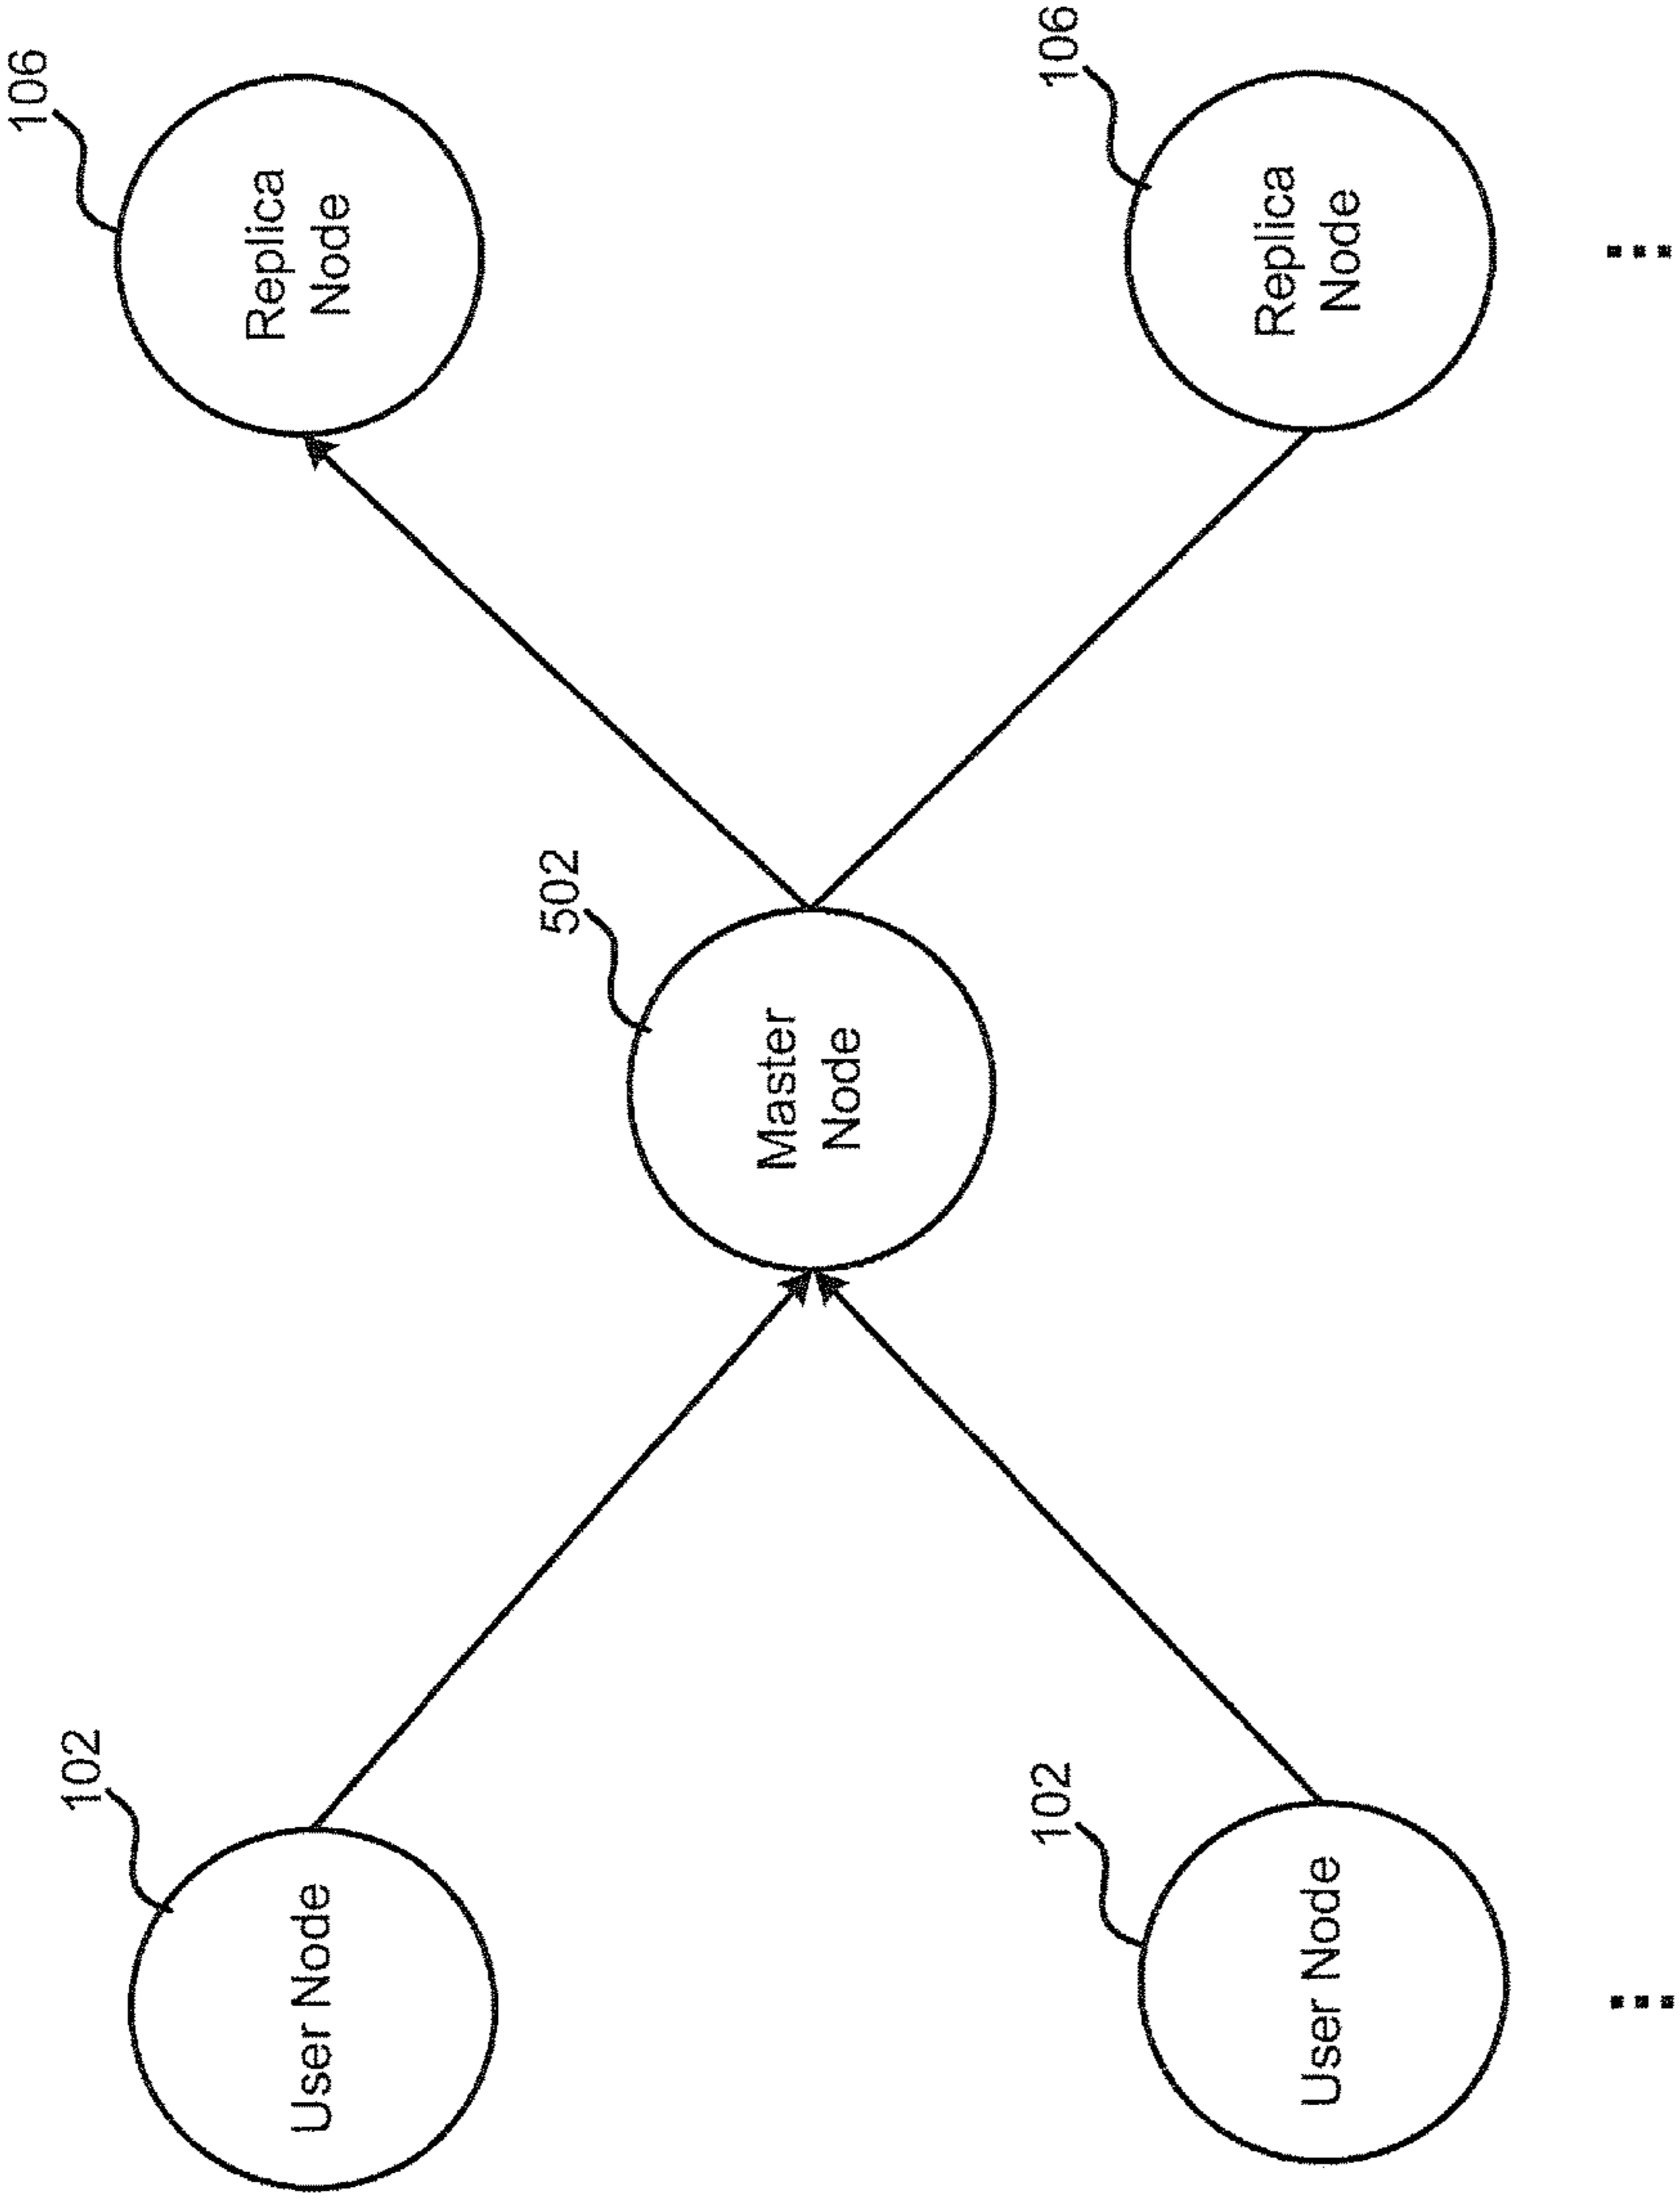 102
User Node
102
User Node
502
Master
Node
106
Replica
Node
106
Replica
Node